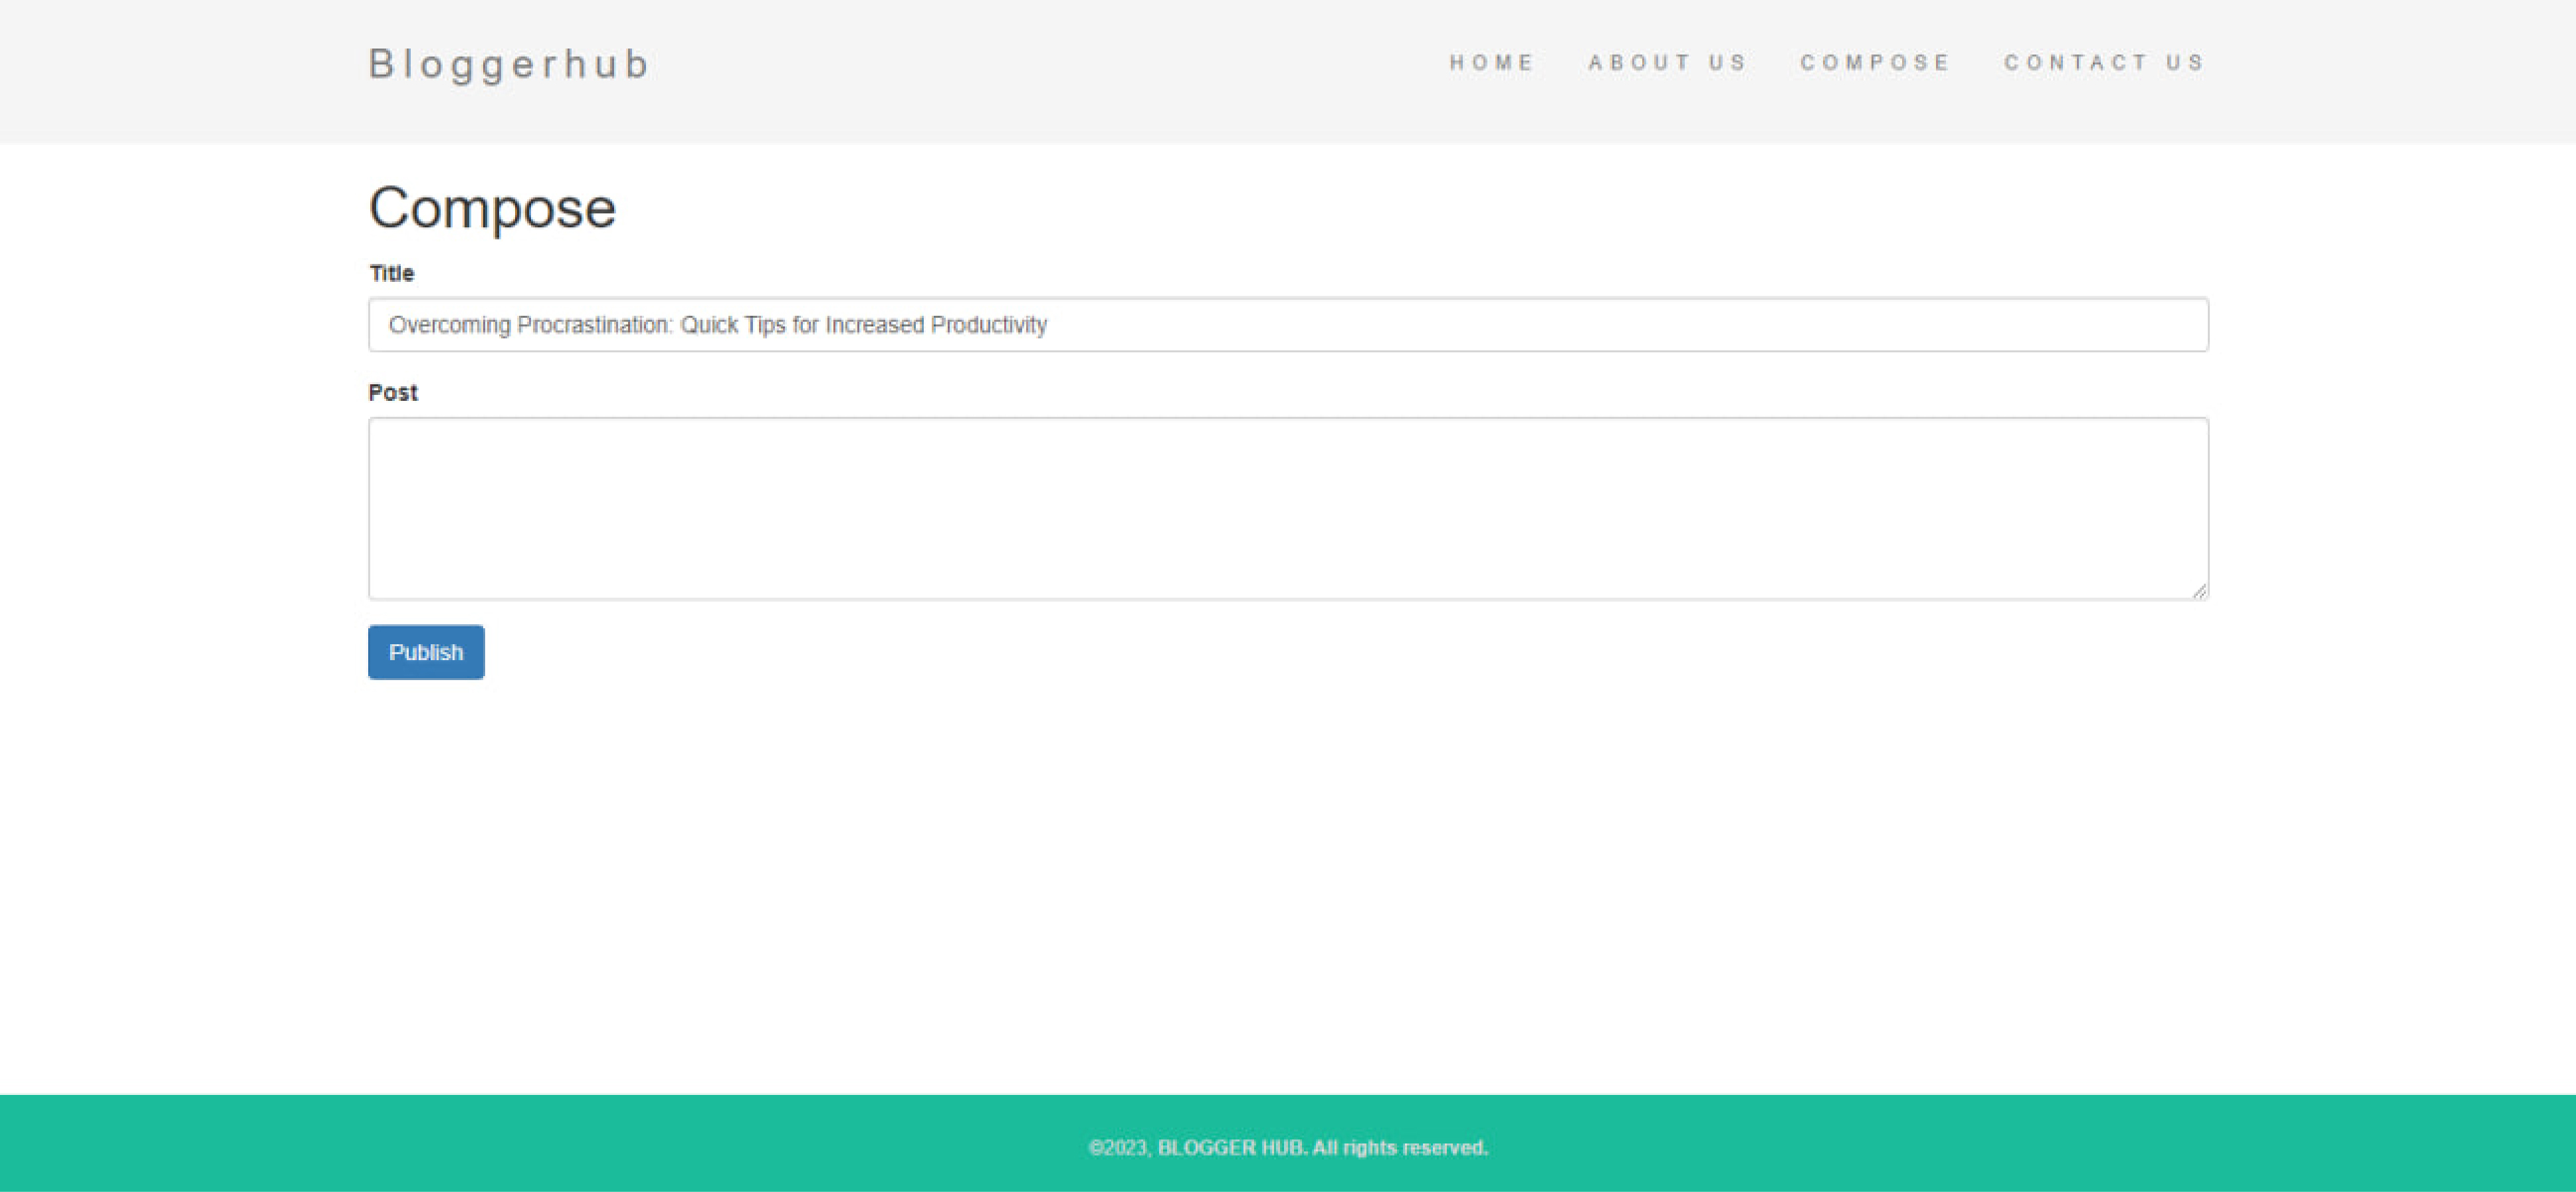 Bloggerhub
HOME ABOUT US COMPOSE CONTACT US
Compose
Title
Overcoming Procrastination: Quick Tips for Increased Productivity
Post
Publish
©2023, BLOGGER HUB. All rights reserved.